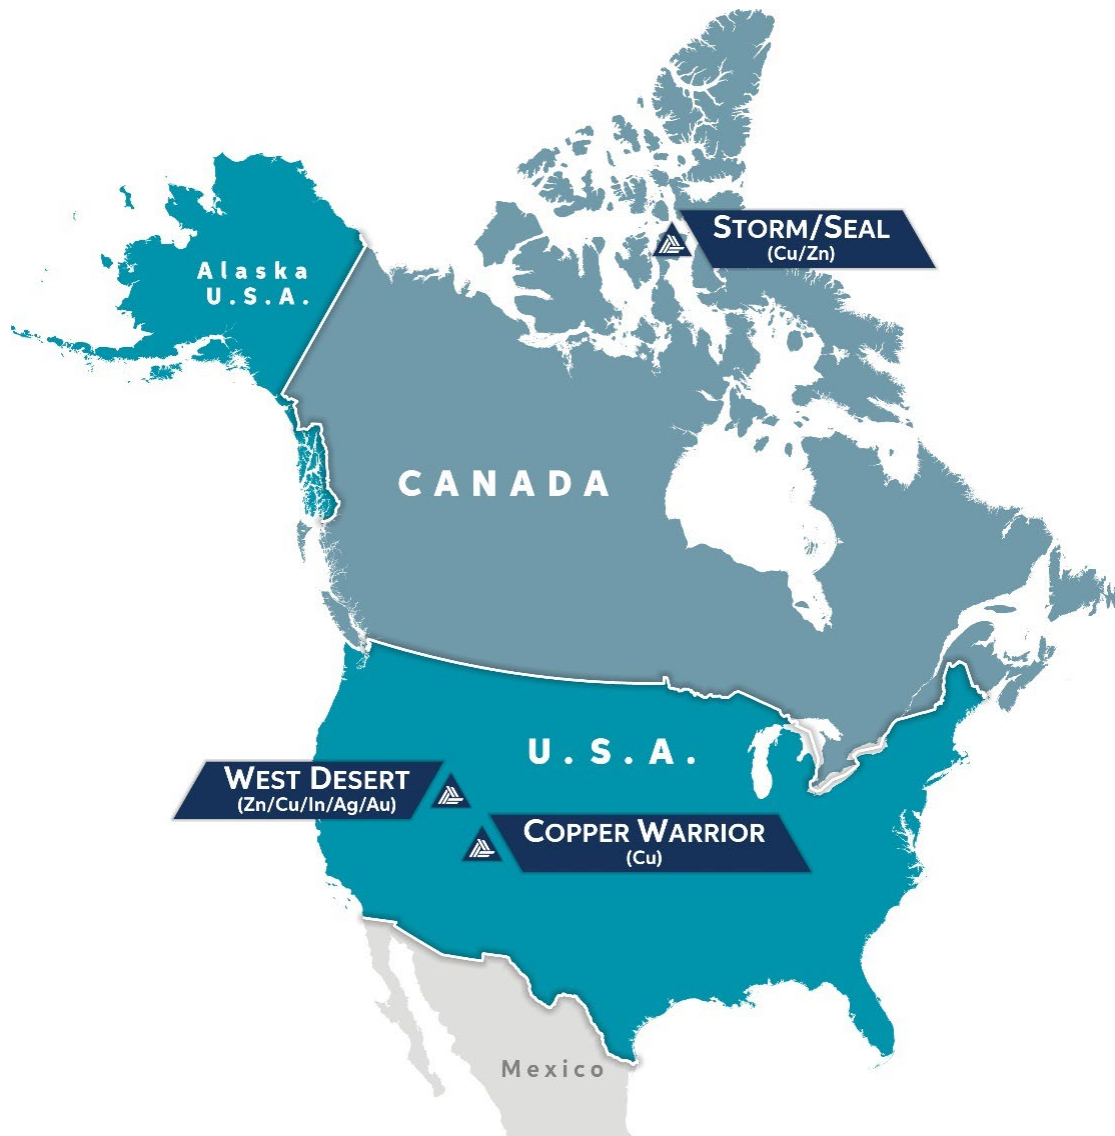 STORM/SEAL
(Cu/Zn)
Alaska
U.S.A.
CANADA
U.S.A.
WEST DESERT
(Zn/Cu/In/Ag/Au)
COPPER WARRIOR
(Cu)
Mexico